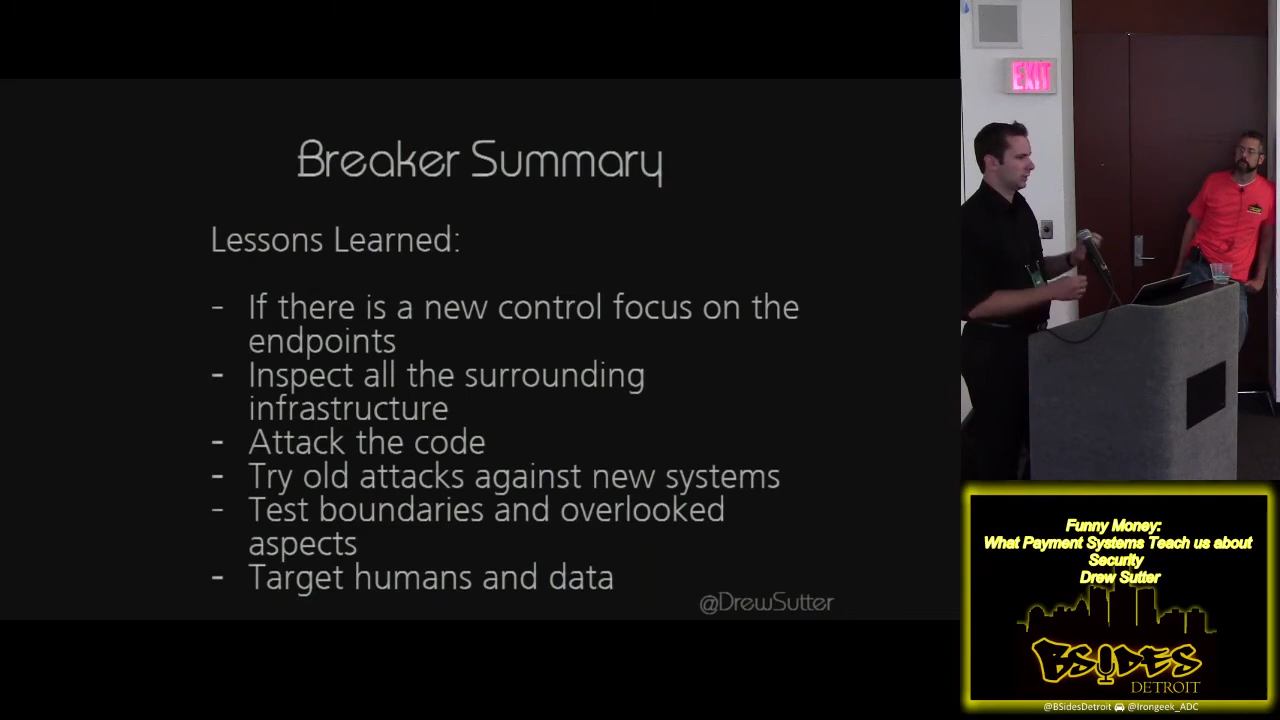 Breaker Summary
Lessons Learned:
- If there is a new control focus on the
endpoints
- Inspect all the surrounding
infrastructure
- Attack the code
- Try old attacks against new systems
- Test boundaries and overlooked
aspects
- Target humans and data
@DrewSutter
EXIT
Funny Money:
What Payment Systems Teach us about
Security
Drew Sutter
BSIDES
DETROIT
@BSidesDetroit @Irongeek_ADC